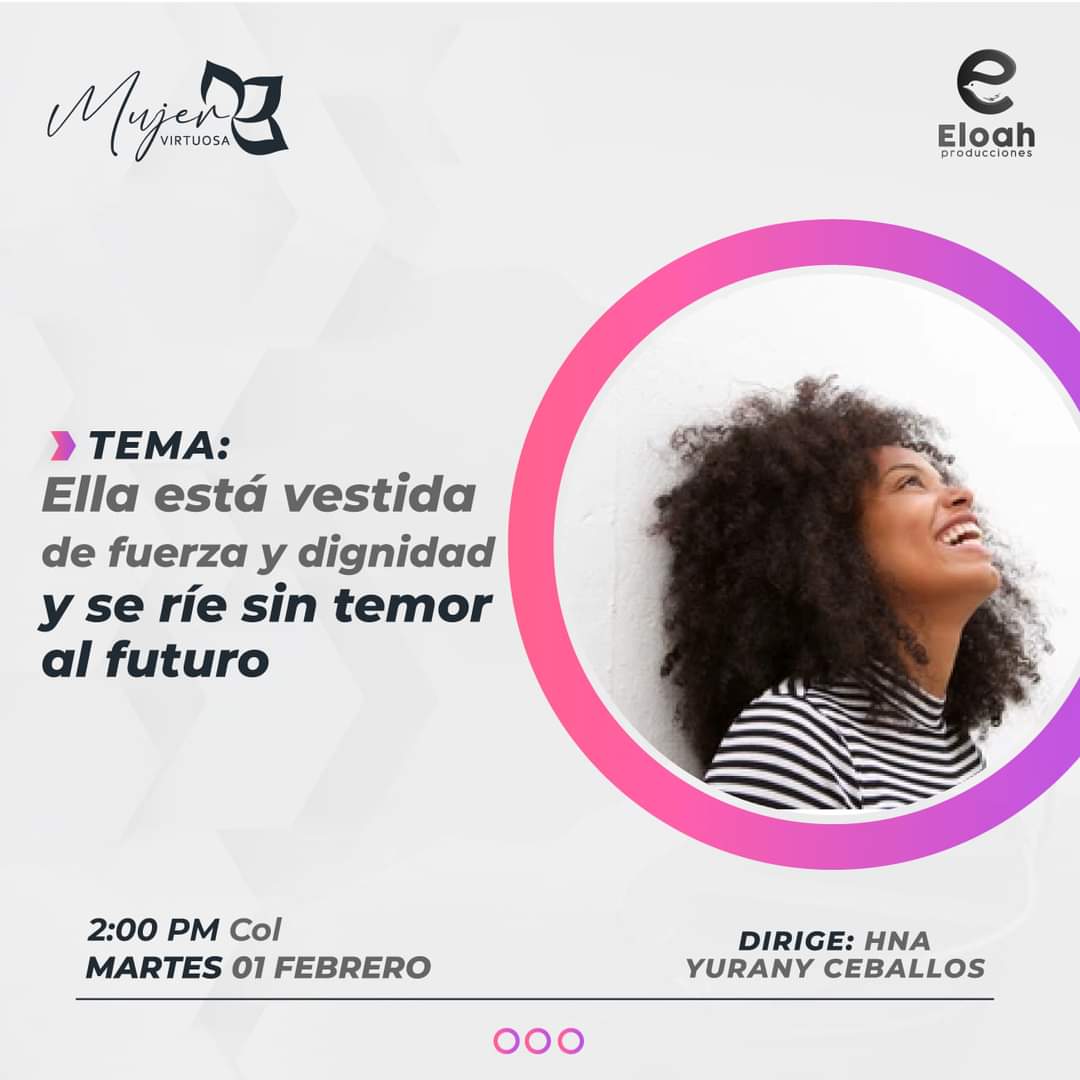 Mujer
VIRTUOSA
e
Eloah
producciones
TEMA:
Ella está vestida
de fuerza y dignidad
y se ríe sin temor
al futuro
2:00 PM Col
MARTES 01 FEBRERO
DIRIGE: HNA
YURANY CEBALLOS